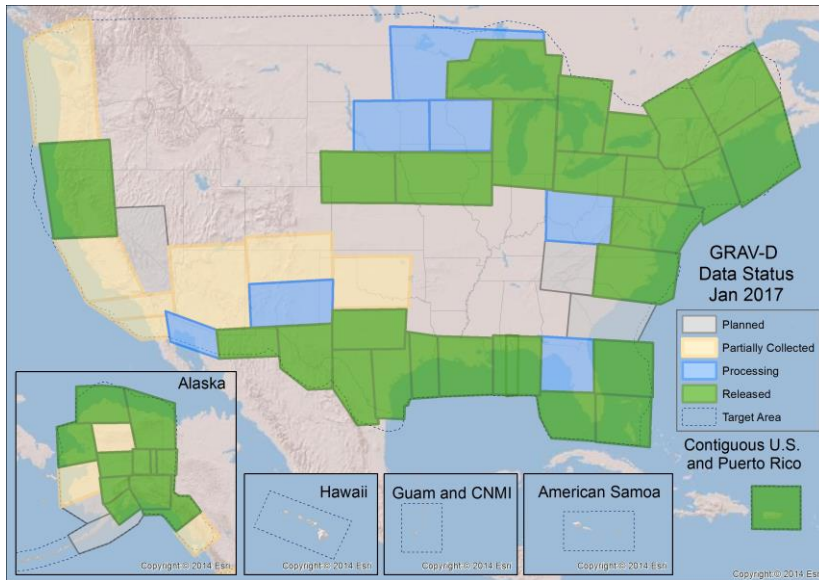 GRAV-D
Data Status
Jan 2017
Planned
Partially Collected
Processing
Released
Target Area
Contiguous U.S.
and Puerto Rico
Alaska
Copyright © 2014 Esri
Hawaii
Copyright © 2014 Esri
Guam and CNMI
Copyright © 2014 Esri
American Samoa
Copyright © 2014 Esri
Copyright © 2014 Esri